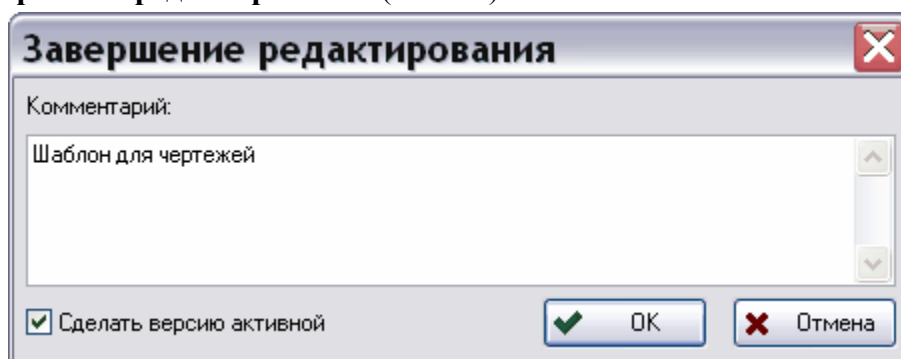 Завершение редактирования
Комментарий:
Шаблон для чертежей
Сделать версию активной
OK
Отмена